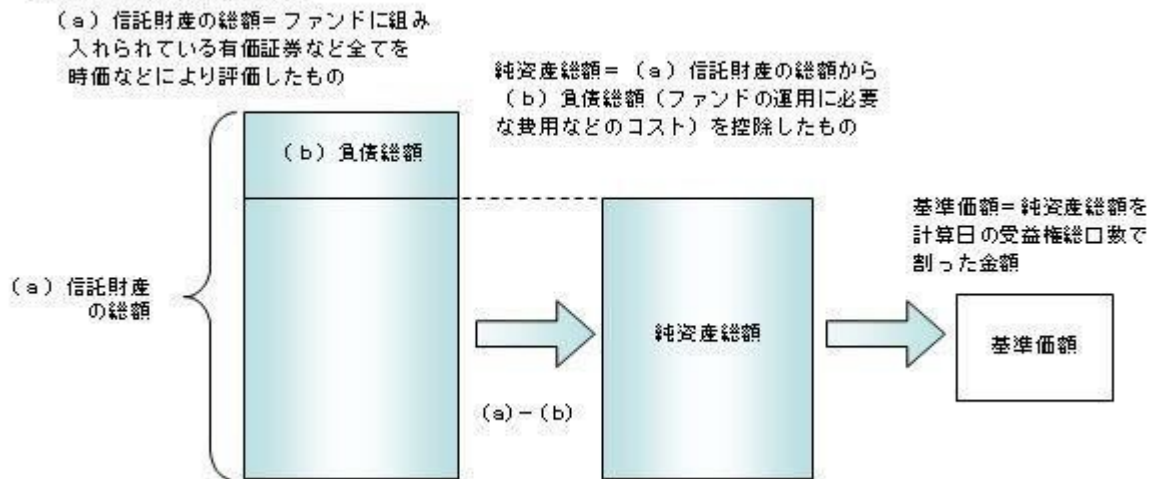 （a）信託財産の総額＝ファンドに組み
入れられている有価証券など全てを
時価などにより評価したもの
純資産総額＝（a）信託財産の総額から
（b）負債総額（ファンドの運用に必要
な費用などのコスト）を控除したもの
（b）負債総額
基準価額＝純資産総額を
計算日の受益権総口数で
割った金額
（a）信託財産
の総額
純資産総額
基準価額
（a）－（b）